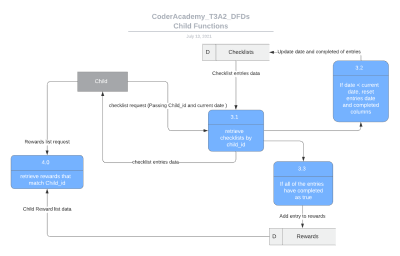 CoderAcademy_T3A2_DFDs
Child Functions
July 10, 2021
D
Checklists
Update date and completed of entries
Checklist entries data
Child
3.2
If date < current
date, reset
entries date
and completed
columns
checklist request (Passing Child_id and current date )
3.1
retrieve
checklists by
child_id
Rewards list request
checklist entries data
4.0
retrieve rewards that
match Child_id
3.3
If all of the entries
have completed
as true
Child Reward list data
Add entry to rewards
D
Rewards